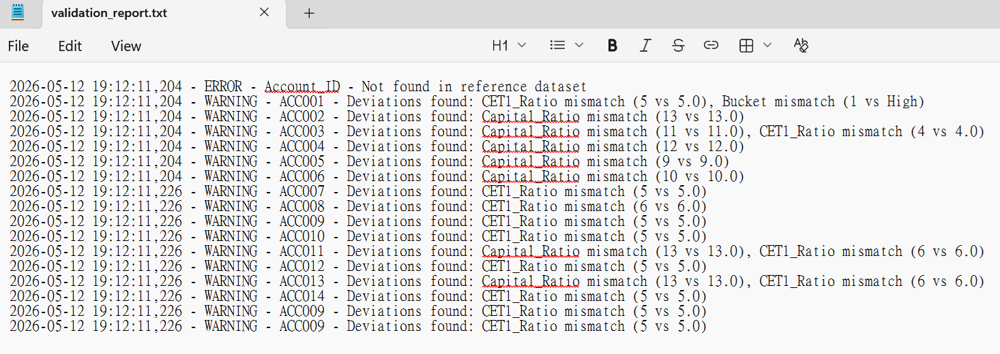 validation_report.txt
File Edit View H1 B I S
2026-05-12 19:12:11,204 - ERROR - Account_ID - Not found in reference dataset
2026-05-12 19:12:11,204 - WARNING - ACC001 - Deviations found: CET1_Ratio mismatch (5 vs 5.0), Bucket mismatch (1 vs High)
2026-05-12 19:12:11,204 - WARNING - ACC002 - Deviations found: Capital_Ratio mismatch (13 vs 13.0)
2026-05-12 19:12:11,204 - WARNING - ACC003 - Deviations found: Capital_Ratio mismatch (11 vs 11.0), CET1_Ratio mismatch (4 vs 4.0)
2026-05-12 19:12:11,204 - WARNING - ACC004 - Deviations found: Capital_Ratio mismatch (12 vs 12.0)
2026-05-12 19:12:11,204 - WARNING - ACC005 - Deviations found: Capital_Ratio mismatch (9 vs 9.0)
2026-05-12 19:12:11,204 - WARNING - ACC006 - Deviations found: Capital_Ratio mismatch (10 vs 10.0)
2026-05-12 19:12:11,226 - WARNING - ACC007 - Deviations found: CET1_Ratio mismatch (5 vs 5.0)
2026-05-12 19:12:11,226 - WARNING - ACC008 - Deviations found: CET1_Ratio mismatch (6 vs 6.0)
2026-05-12 19:12:11,226 - WARNING - ACC009 - Deviations found: CET1_Ratio mismatch (5 vs 5.0)
2026-05-12 19:12:11,226 - WARNING - ACC010 - Deviations found: CET1_Ratio mismatch (5 vs 5.0)
2026-05-12 19:12:11,226 - WARNING - ACC011 - Deviations found: Capital_Ratio mismatch (13 vs 13.0), CET1_Ratio mismatch (6 vs 6.0)
2026-05-12 19:12:11,226 - WARNING - ACC012 - Deviations found: CET1_Ratio mismatch (5 vs 5.0)
2026-05-12 19:12:11,226 - WARNING - ACC013 - Deviations found: Capital_Ratio mismatch (13 vs 13.0), CET1_Ratio mismatch (6 vs 6.0)
2026-05-12 19:12:11,226 - WARNING - ACC014 - Deviations found: CET1_Ratio mismatch (5 vs 5.0)
2026-05-12 19:12:11,226 - WARNING - ACC009 - Deviations found: CET1_Ratio mismatch (5 vs 5.0)
2026-05-12 19:12:11,226 - WARNING - ACC009 - Deviations found: CET1_Ratio mismatch (5 vs 5.0)